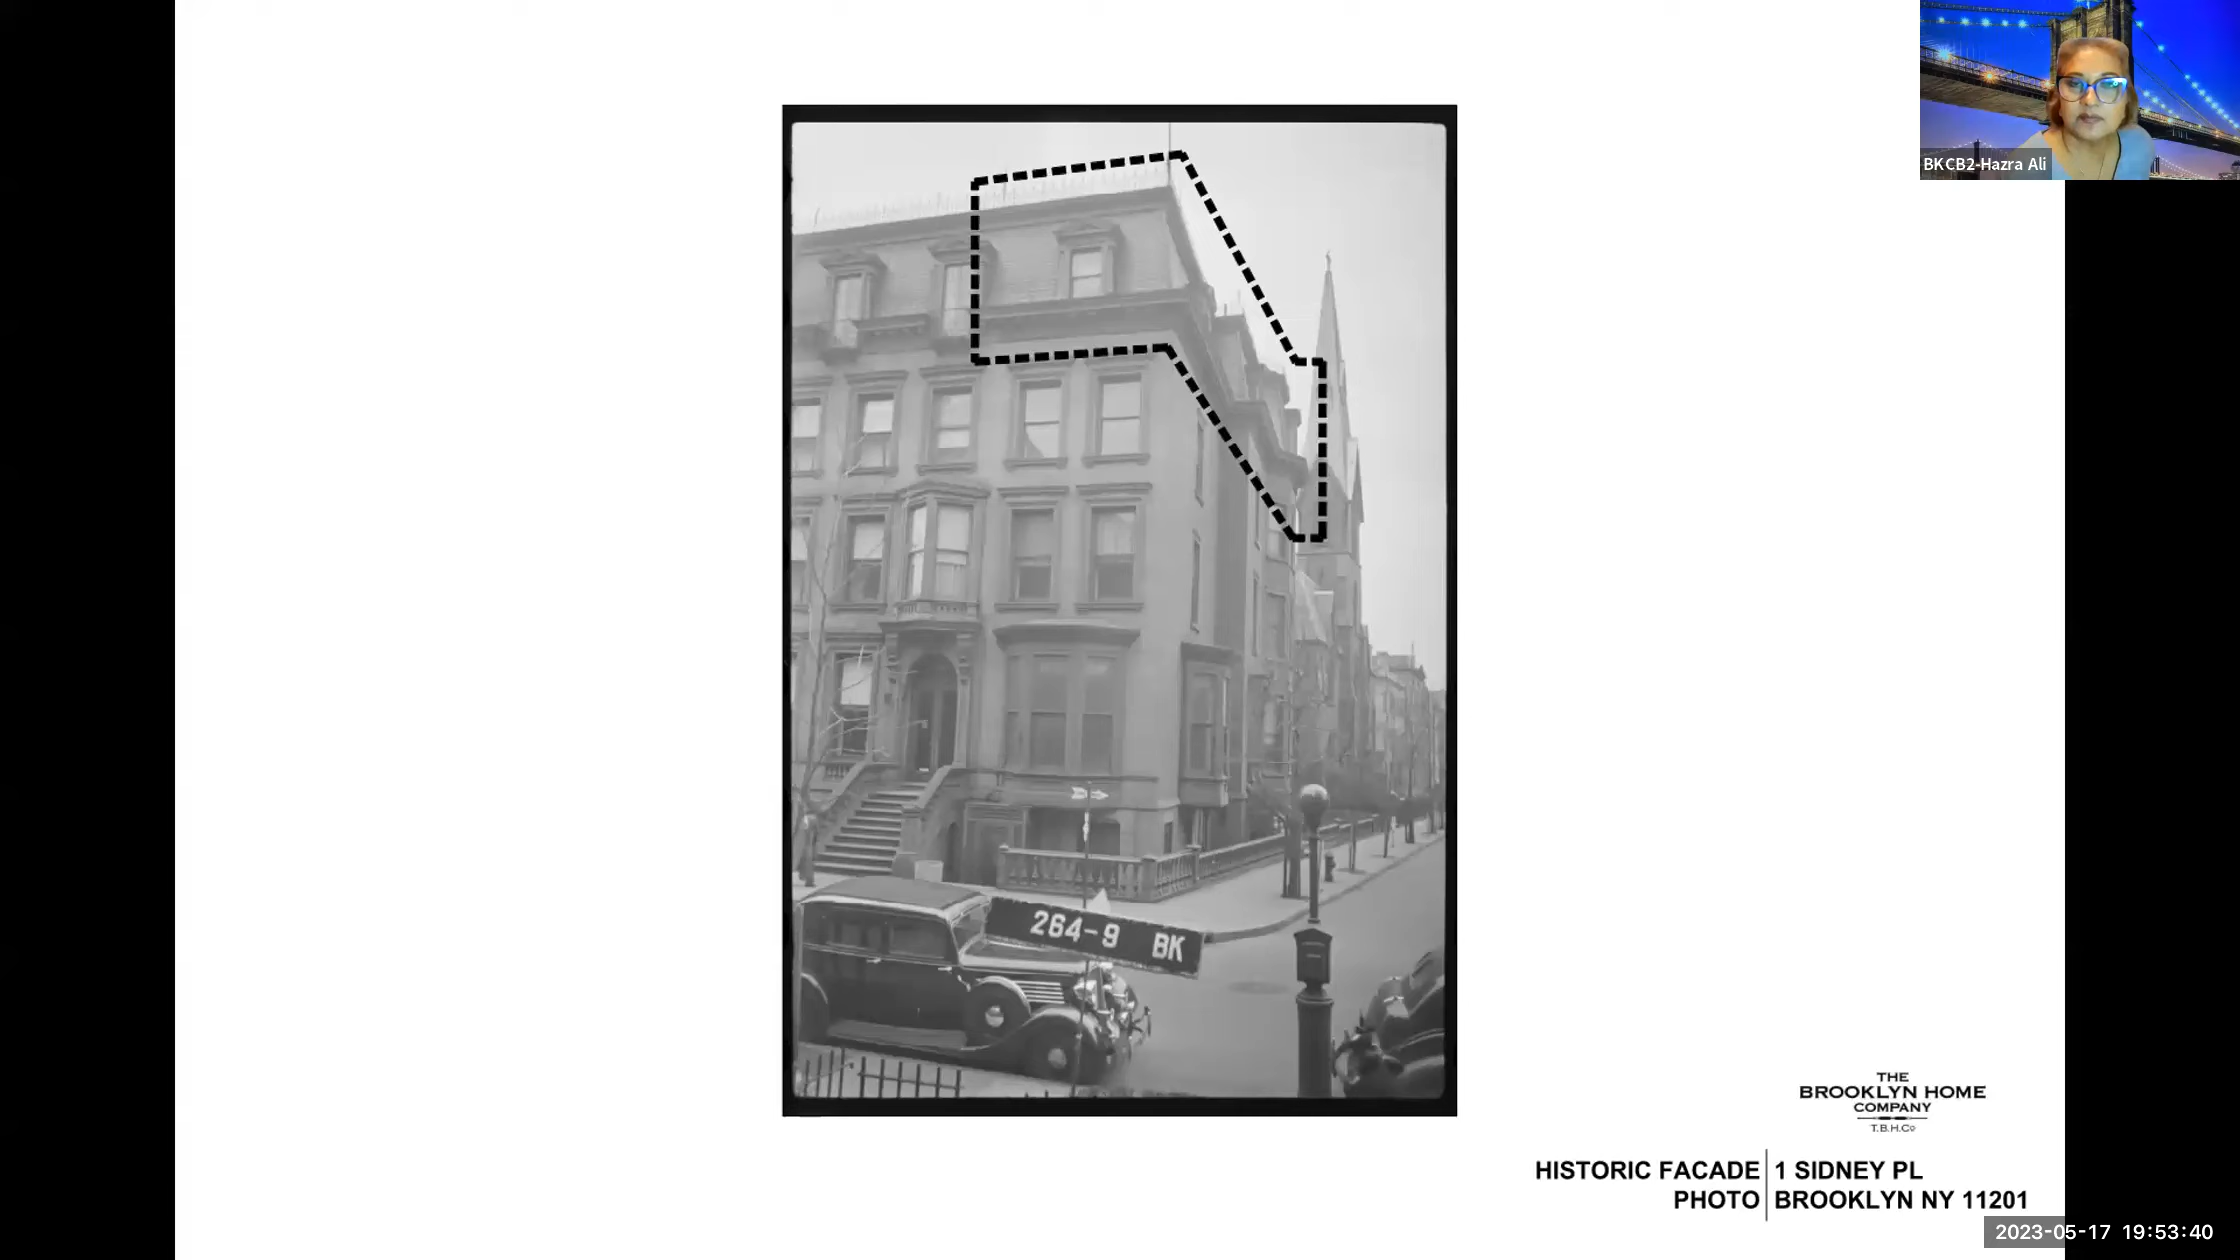 BKCB2-Hazra Ali
264-9 BK
THE
BROOKLYN HOME
COMPANY
T.B.H.Co
HISTORIC FACADE
PHOTO
1 SIDNEY PL
BROOKLYN NY 11201
2023-05-17 19:53:40